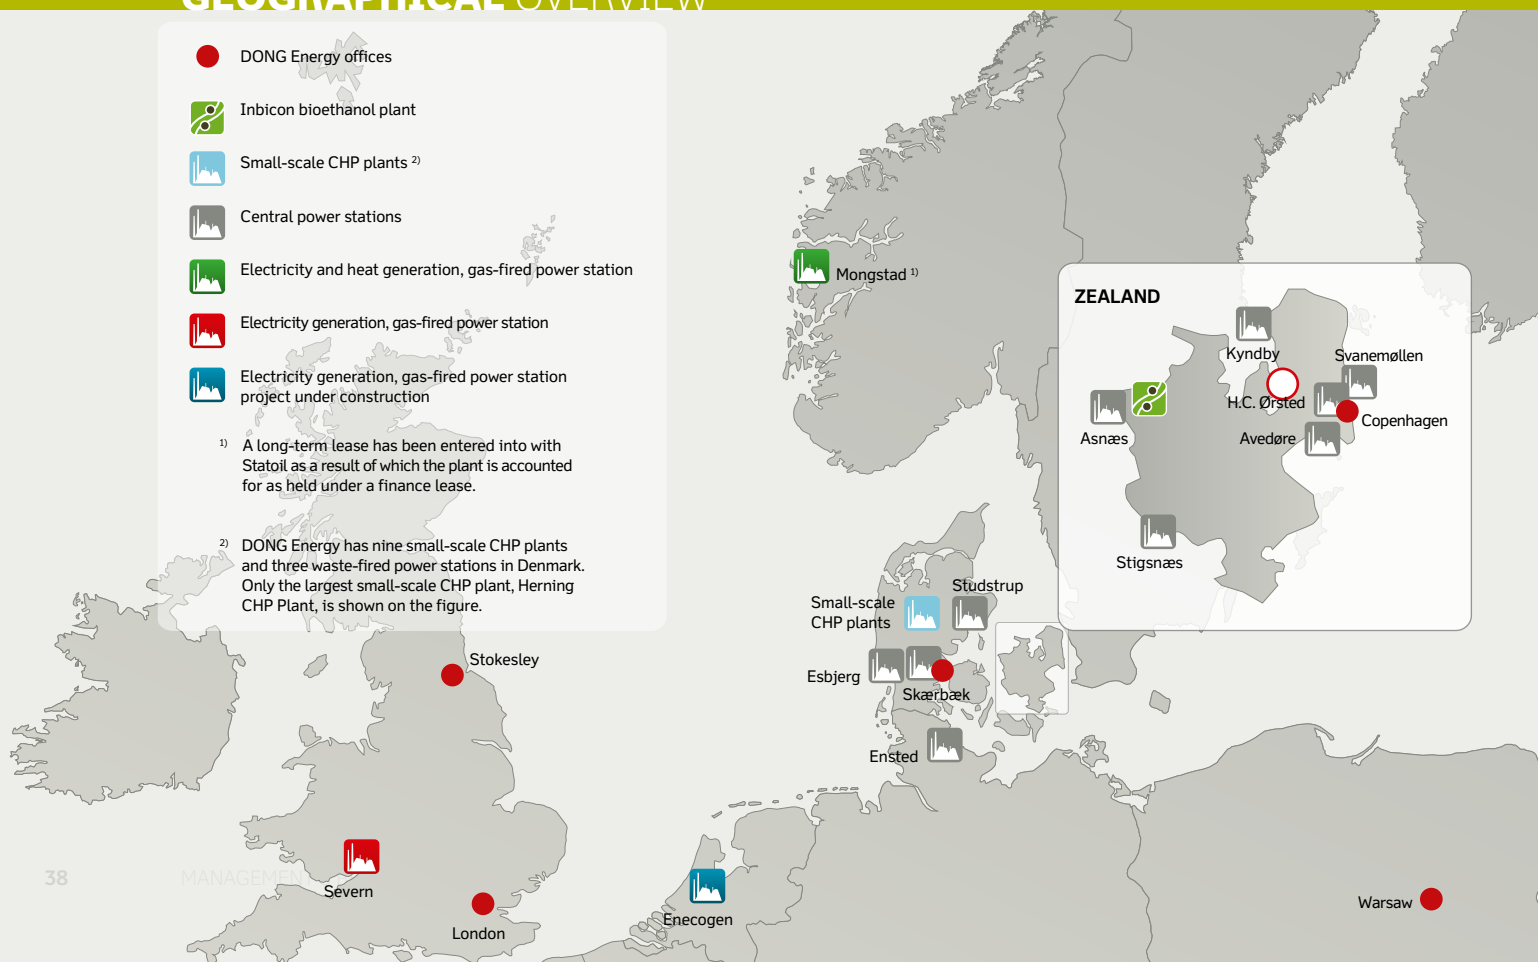 GEOGRAPHICAL OVERVIEW
DONG Energy offices
Inbicon bioethanol plant
Small-scale CHP plants 2)
Central power stations
Electricity and heat generation, gas-fired power station
Electricity generation, gas-fired power station
Electricity generation, gas-fired power station
project under construction
1) A long-term lease has been entered into with
Statoil as a result of which the plant is accounted
for as held under a finance lease.
2) DONG Energy has nine small-scale CHP plants
and three waste-fired power stations in Denmark.
Only the largest small-scale CHP plant, Herning
CHP Plant, is shown on the figure.
Mongstad 1)
ZEALAND
Kyndby
Svanemøllen
H.C. Ørsted
Copenhagen
Asnæs
Avedøre
Stigsnæs
Studstrup
Small-scale
CHP plants
Esbjerg
Skærbæk
Ensted
Stokesley
Severn
London
Enecogen
Warsaw
38
MANAGEMEN